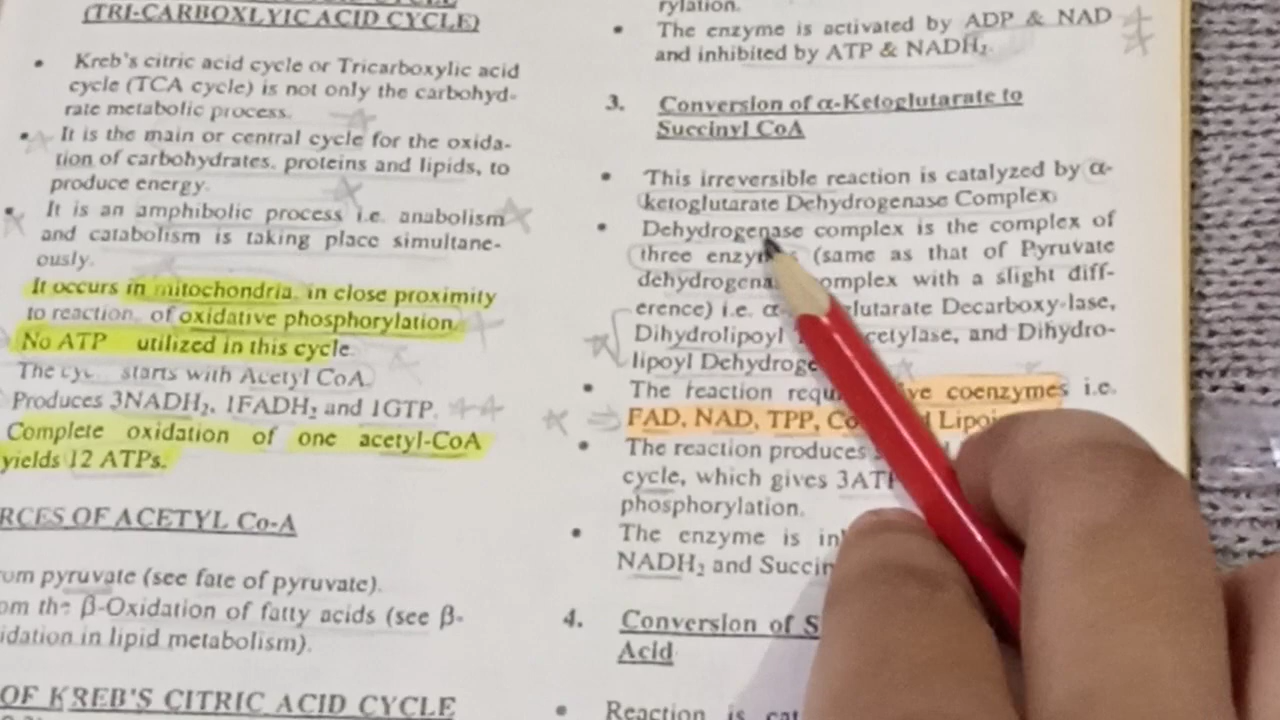 (TRI-CARBOXLYIC ACID CYCLE)
• Kreb's citric acid cycle or Tricarboxylic acid
cycle (TCA cycle) is not only the carbohyd-
rate metabolic process.
• It is the main or central cycle for the oxida-
tion of carbohydrates, proteins and lipids, to
produce energy.
• It is an amphibolic process i.e. anabolism
and catabolism is taking place simultane-
ously.
It occurs in mitochondria in close proximity
to reaction of oxidative phosphorylation
No ATP utilized in this cycle.
The starts with Acetyl CoA.
Produces 3NADH₂, 1FADH₂ and 1GTP.
Complete oxidation of one acetyl-CoA
yields 12 ATPs.
RCES OF ACETYL Co-A
om pyruvate (see fate of pyruvate).
om the β-Oxidation of fatty acids (see β-
idation in lipid metabolism).
OF KREB'S CITRIC ACID CYCLE
rylation.
• The enzyme is activated by ADP & NAD
and inhibited by ATP & NADH₂
3. Conversion of α-Ketoglutarate to
Succinyl CoA
• This irreversible reaction is catalyzed by α-
ketoglutarate Dehydrogenase Complex
• Dehydrogenase complex is the complex of
three (same as that of Pyruvate
complex with a slight diff-
erence) i.e. Decarboxy-lase,
Dihydrolipoyl and Dihydro-
lipoyl
• The reaction coenzymes i.e.
FAD, NAD, TPP,
• The reaction produces
cycle, which gives
phosphorylation.
• The enzyme is
NADH₂ and
4. Conversion of
Acid
• Reaction is